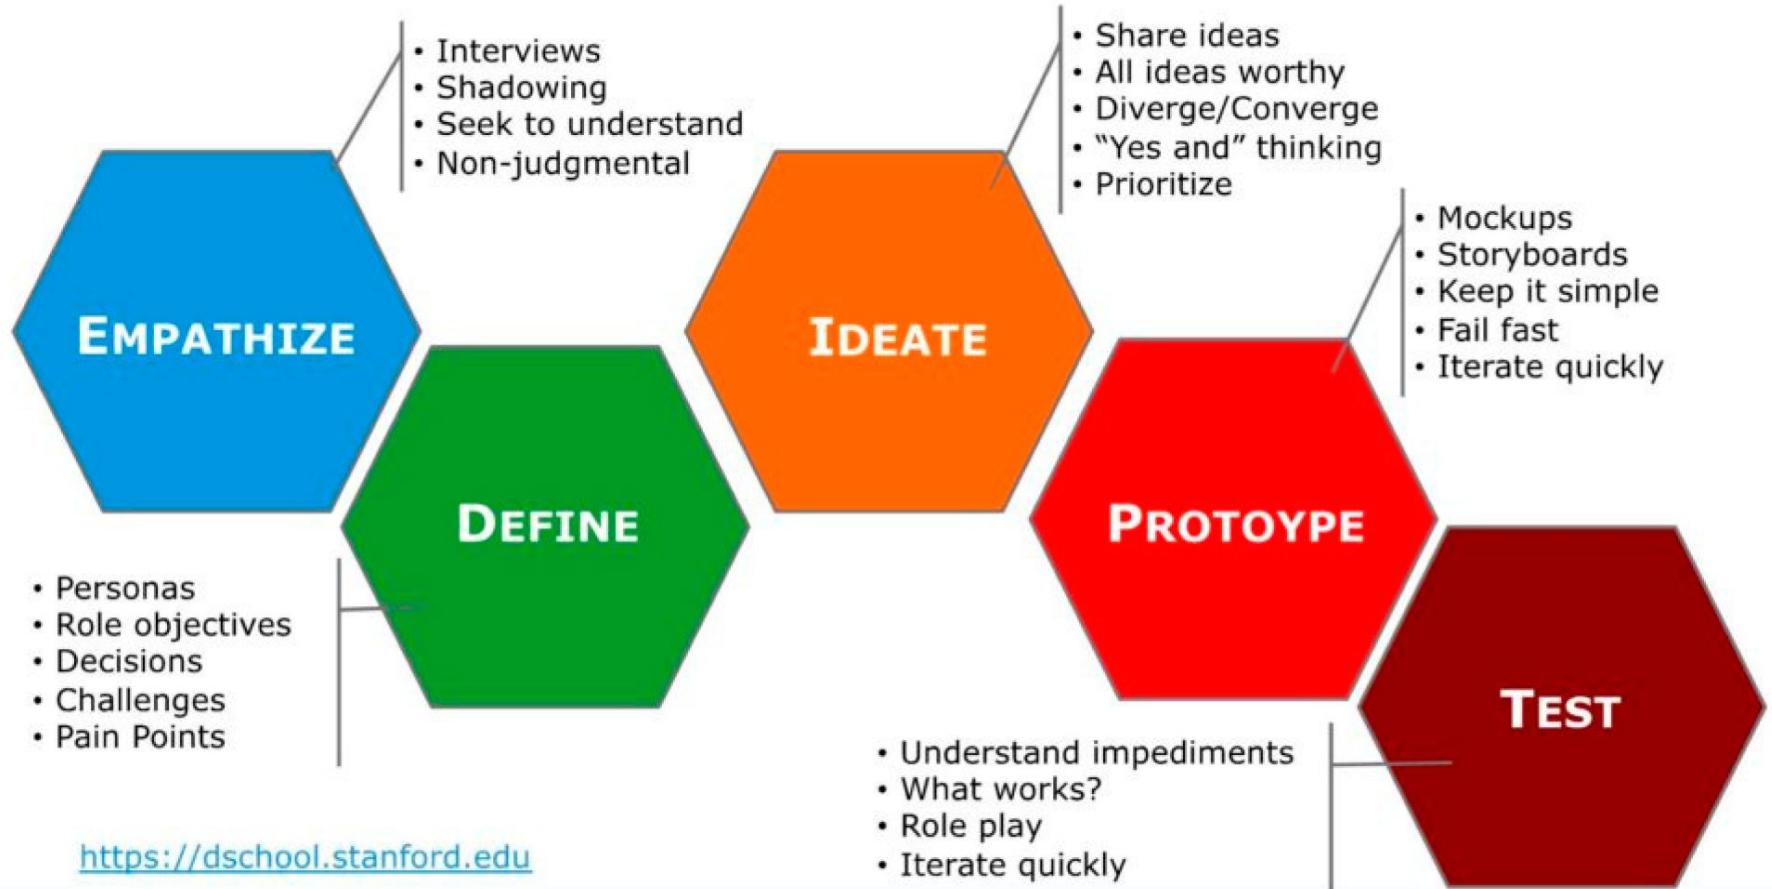 EMPATHIZE
• Interviews
• Shadowing
• Seek to understand
• Non-judgmental
DEFINE
• Personas
• Role objectives
• Decisions
• Challenges
• Pain Points
IDEATE
• Share ideas
• All ideas worthy
• Diverge/Converge
• “Yes and” thinking
• Prioritize
PROTOYPE
• Mockups
• Storyboards
• Keep it simple
• Fail fast
• Iterate quickly
TEST
• Understand impediments
• What works?
• Role play
• Iterate quickly
https://dschool.stanford.edu